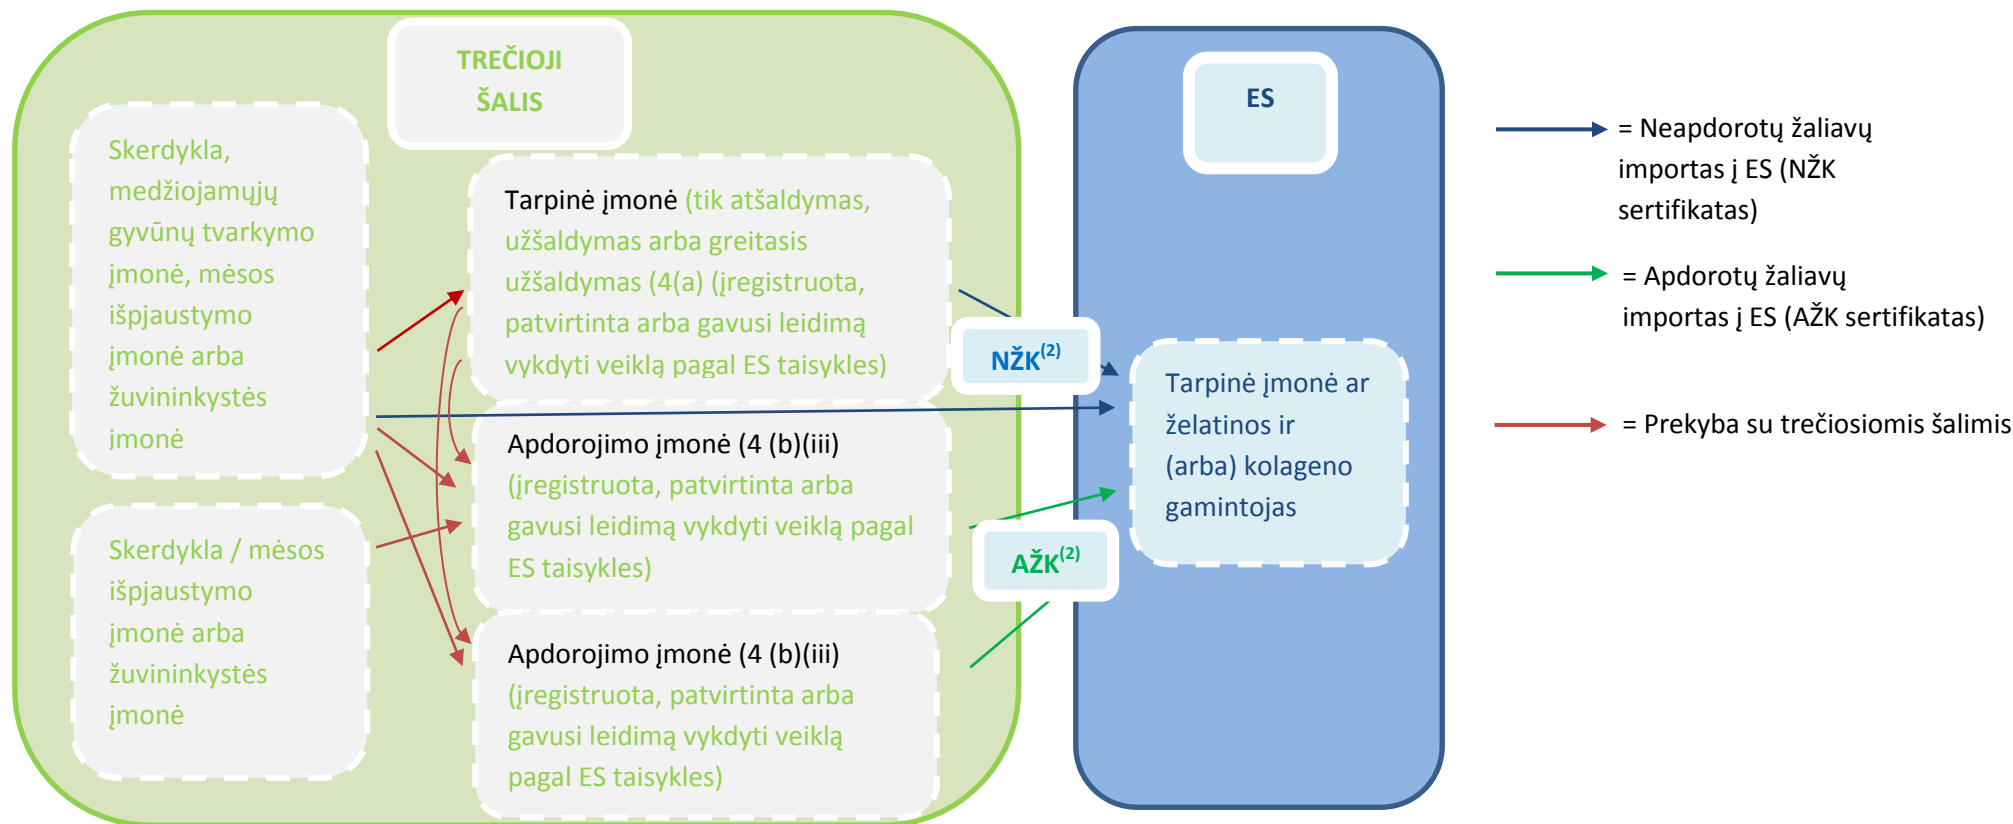 TREČIOJI
ŠALIS
Skerdykla,
medžiojamųjų
gyvūnų tvarkymo
įmonė, mėsos
išpjaustymo
įmonė arba
žuvininkystės
įmonė
Skerdykla / mėsos
išpjaustymo
įmonė arba
žuvininkystės
įmonė
Tarpinė įmonė (tik atšaldymas,
užšaldymas arba greitasis
užšaldymas (4(a) (įregistruota,
patvirtinta arba gavusi leidimą
vykdyti veiklą pagal ES taisykles)
Apdorojimo įmonė (4 (b)(iii)
(įregistruota, patvirtinta arba
gavusi leidimą vykdyti veiklą pagal
ES taisykles)
Apdorojimo įmonė (4 (b)(iii)
(įregistruota, patvirtinta arba
gavusi leidimą vykdyti veiklą
pagal ES taisykles)
NŽK(2)
AŽK(2)
ES
Tarpinė įmonė ar
želatinos ir
(arba) kolageno
gamintojas
= Neapdorotų žaliavų
importas į ES (NŽK
sertifikatas)
= Apdorotų žaliavų
importas į ES (AŽK sertifikatas)
= Prekyba su trečiosiomis šalimis